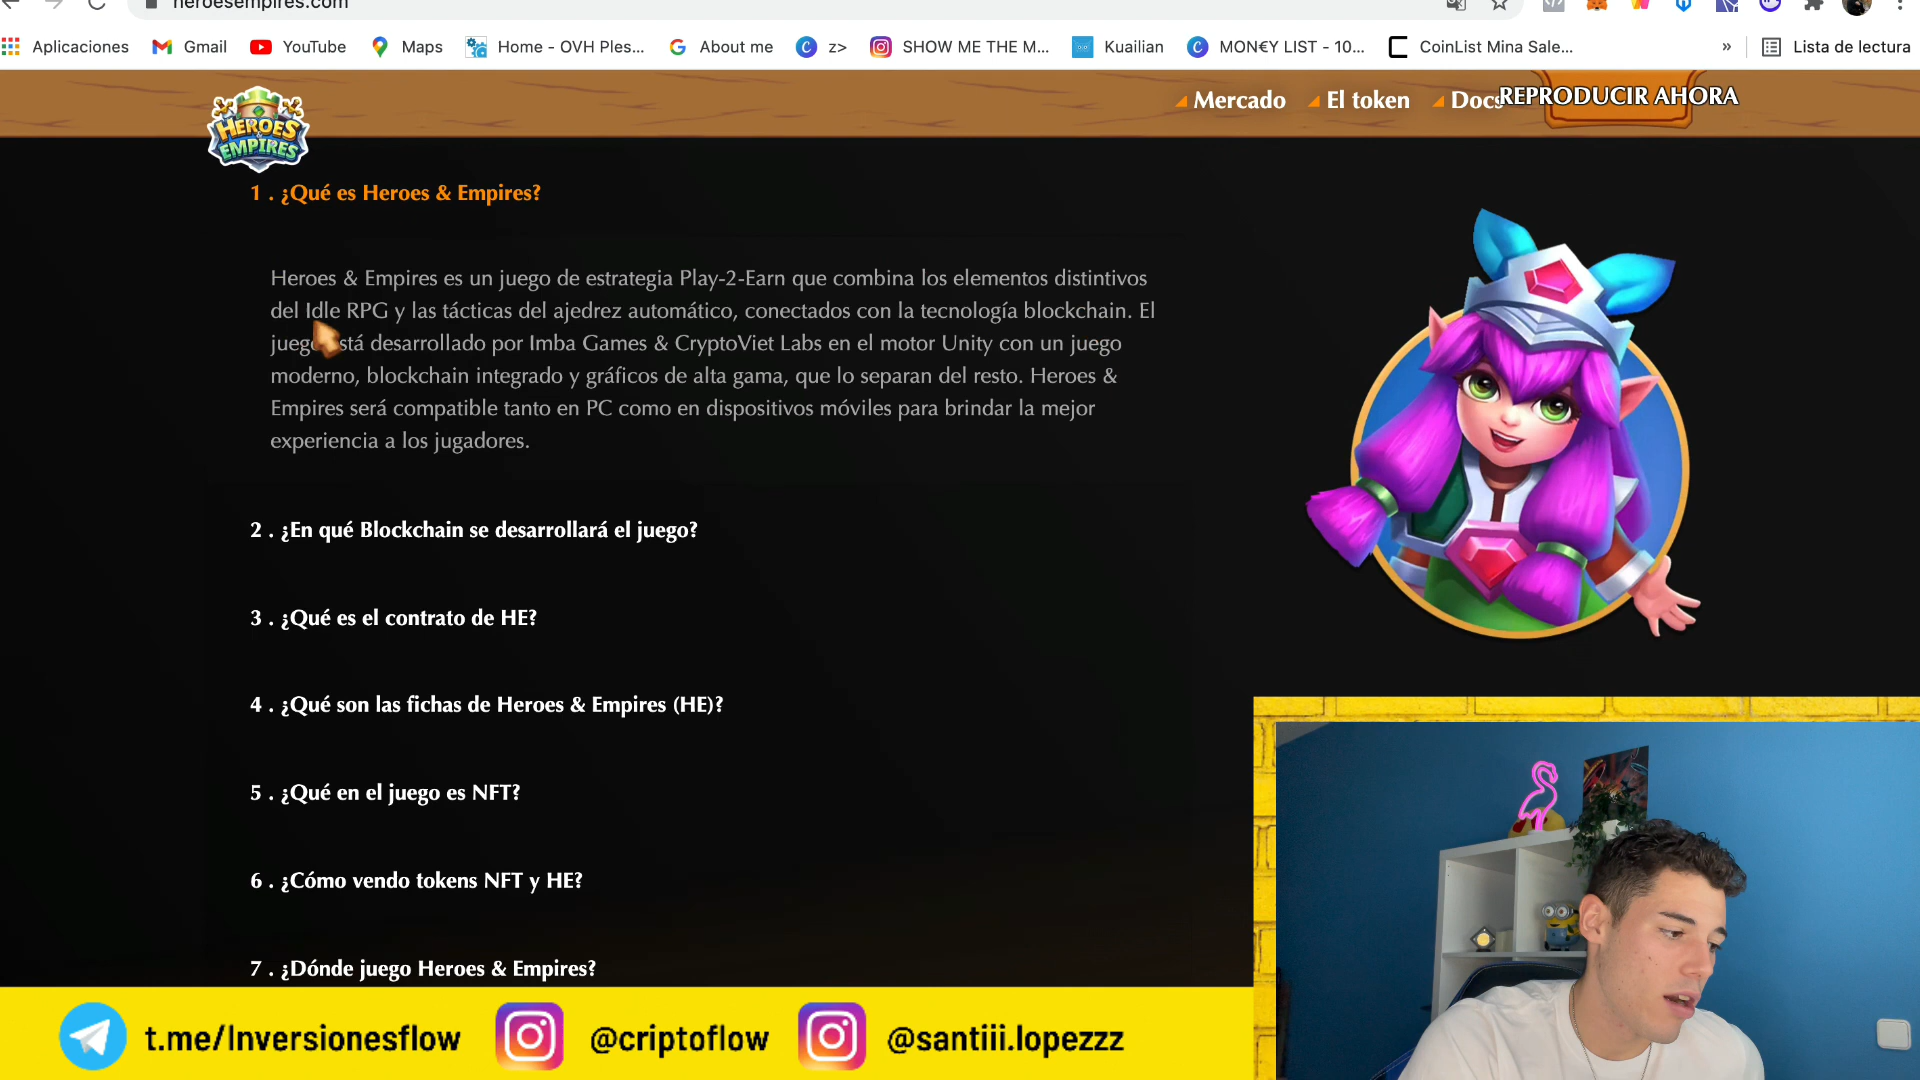 heroesempires.com
Aplicaciones Gmail YouTube Maps Home - OVH Ples... About me z> SHOW ME THE M... Kuailian MON€Y LIST - 10... CoinList Mina Sale... » Lista de lectura
HEROES & EMPIRES
Mercado El token Docs REPRODUCIR AHORA
1 . ¿Qué es Heroes & Empires?
Heroes & Empires es un juego de estrategia Play-2-Earn que combina los elementos distintivos
del Idle RPG y las tácticas del ajedrez automático, conectados con la tecnología blockchain. El
juego está desarrollado por Imba Games & CryptoViet Labs en el motor Unity con un juego
moderno, blockchain integrado y gráficos de alta gama, que lo separan del resto. Heroes &
Empires será compatible tanto en PC como en dispositivos móviles para brindar la mejor
experiencia a los jugadores.
2 . ¿En qué Blockchain se desarrollará el juego?
3 . ¿Qué es el contrato de HE?
4 . ¿Qué son las fichas de Heroes & Empires (HE)?
5 . ¿Qué en el juego es NFT?
6 . ¿Cómo vendo tokens NFT y HE?
7 . ¿Dónde juego Heroes & Empires?
t.me/Inversionesflow @criptoflow @santiii.lopezzz